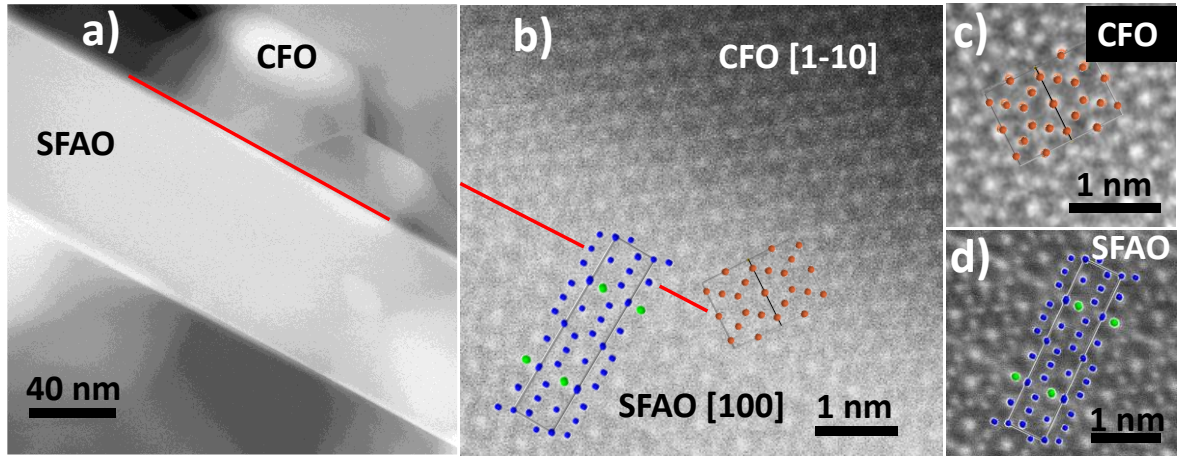 a)
CFO
SFAO
40 nm
b)
CFO [1-10]
SFAO [100]
1 nm
c)
CFO
1 nm
d)
SFAO
1 nm